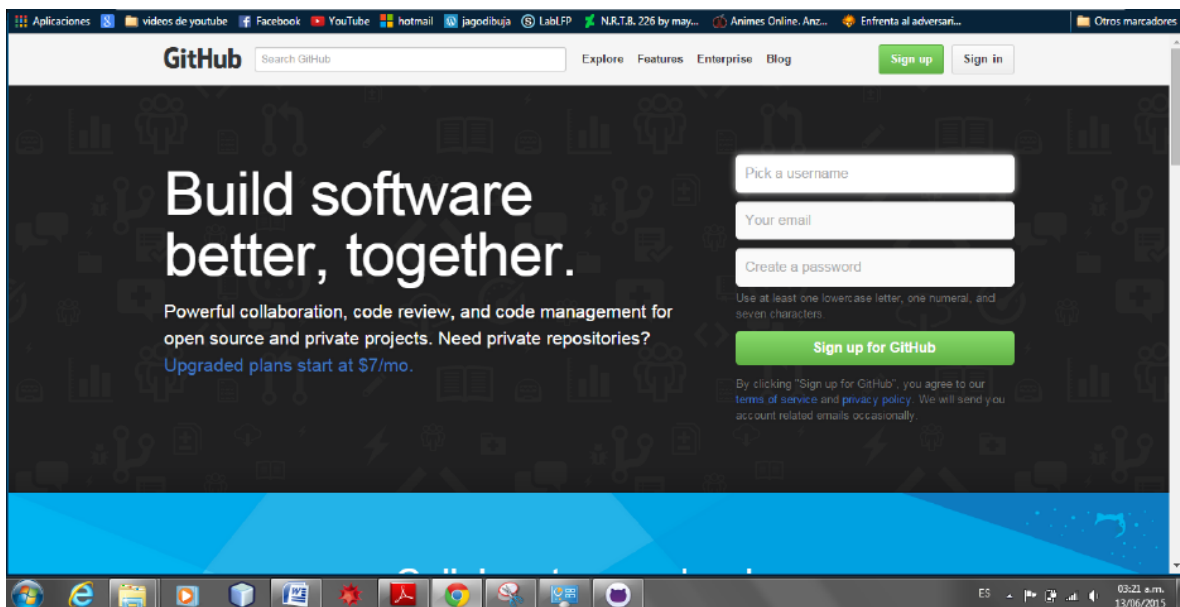 Aplicaciones videos de youtube Facebook YouTube hotmail jagodibuja LabLFP N.R.T.B. 226 by may... Animes Online. Anz... Enfrenta al adversari... Otros marcadores
GitHub Search GitHub Explore Features Enterprise Blog Sign up Sign in
Build software
better, together.
Powerful collaboration, code review, and code management for
open source and private projects. Need private repositories?
Upgraded plans start at $7/mo.
Pick a username
Your email
Create a password
Use at least one lowercase letter, one numeral, and
seven characters.
Sign up for GitHub
By clicking "Sign up for GitHub", you agree to our
terms of service and privacy policy. We will send you
account related emails occasionally.
ES 03:21 a.m.
13/06/2015